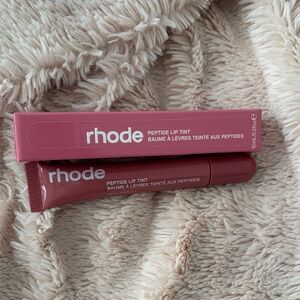 rhode
PEPTIDE LIP TINT
BAUME À LÈVRES TEINTÉ AUX PEPTIDES
rhode
PEPTIDE LIP TINT
BAUME À LÈVRES TEINTÉ AUX PEPTIDES